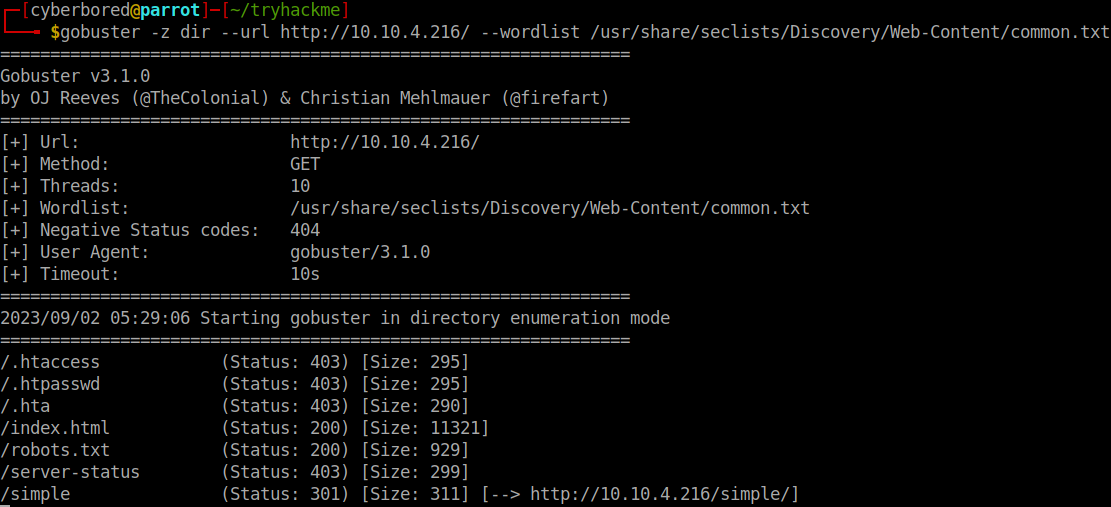 ┌─[cyberbored@parrot]─[~/tryhackme]
└──╼ $gobuster -z dir --url http://10.10.4.216/ --wordlist /usr/share/seclists/Discovery/Web-Content/common.txt
===============================================================
Gobuster v3.1.0
by OJ Reeves (@TheColonial) & Christian Mehlmauer (@firefart)
===============================================================
[+] Url:                     http://10.10.4.216/
[+] Method:                  GET
[+] Threads:                 10
[+] Wordlist:                /usr/share/seclists/Discovery/Web-Content/common.txt
[+] Negative Status codes:   404
[+] User Agent:              gobuster/3.1.0
[+] Timeout:                 10s
===============================================================
2023/09/02 05:29:06 Starting gobuster in directory enumeration mode
===============================================================
/.htaccess            (Status: 403) [Size: 295]
/.htpasswd            (Status: 403) [Size: 295]
/.hta                 (Status: 403) [Size: 290]
/index.html           (Status: 200) [Size: 11321]
/robots.txt           (Status: 200) [Size: 929]
/server-status        (Status: 403) [Size: 299]
/simple               (Status: 301) [Size: 311] [--> http://10.10.4.216/simple/]